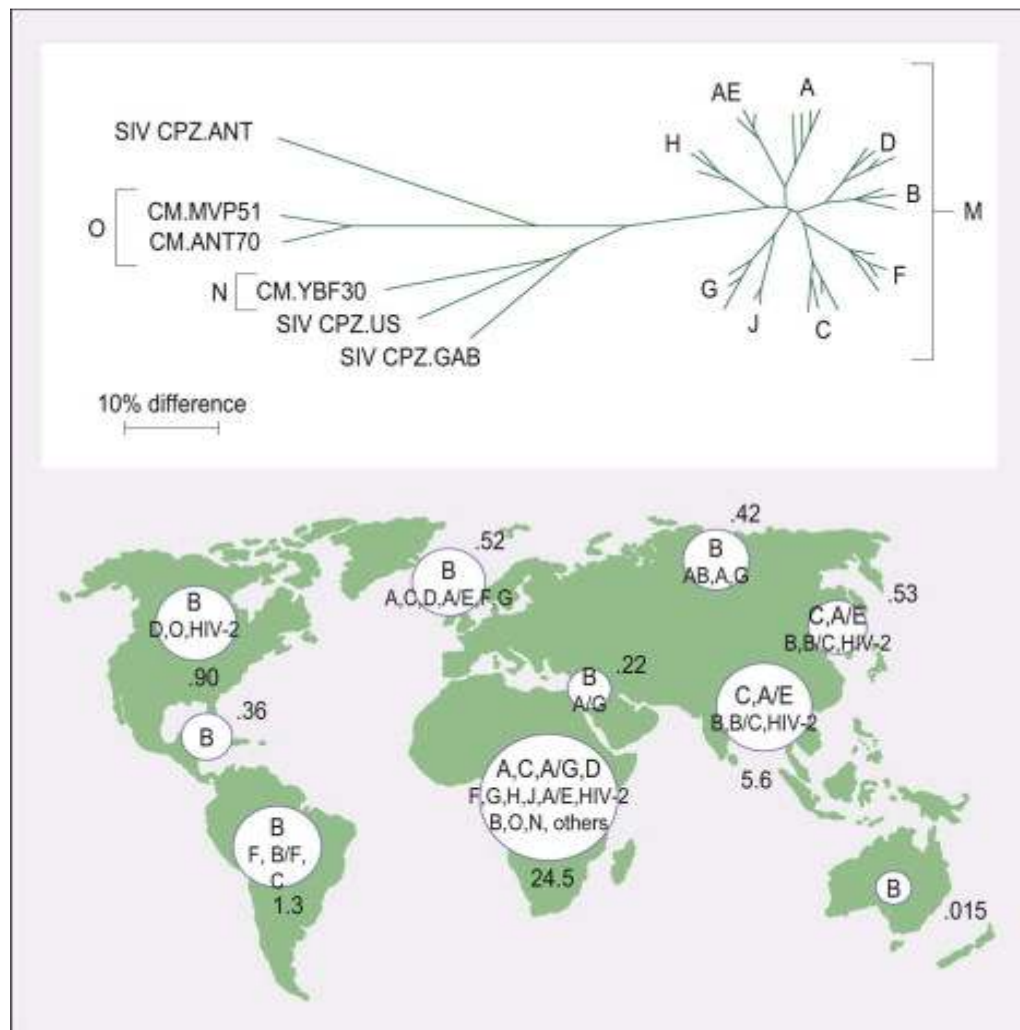 AE
A
SIV CPZ.ANT
H
D
O
CM.MVP51
CM.ANT70
B
M
N
CM.YBF30
SIV CPZ.US
SIV CPZ.GAB
G
J
C
F
10% difference
.42
.52
B
AB,A,G
B
A,C,D,A/E,F,G
B
D,O,HIV-2
.90
.53
C,A/E
B,B/C,HIV-2
.22
B
A/G
.36
B
C,A/E
B,B/C,HIV-2
5.6
A,C,A/G,D
F,G,H,J,A/E,HIV-2
B,O,N, others
24.5
B
F, B/F,
C
1.3
B
.015